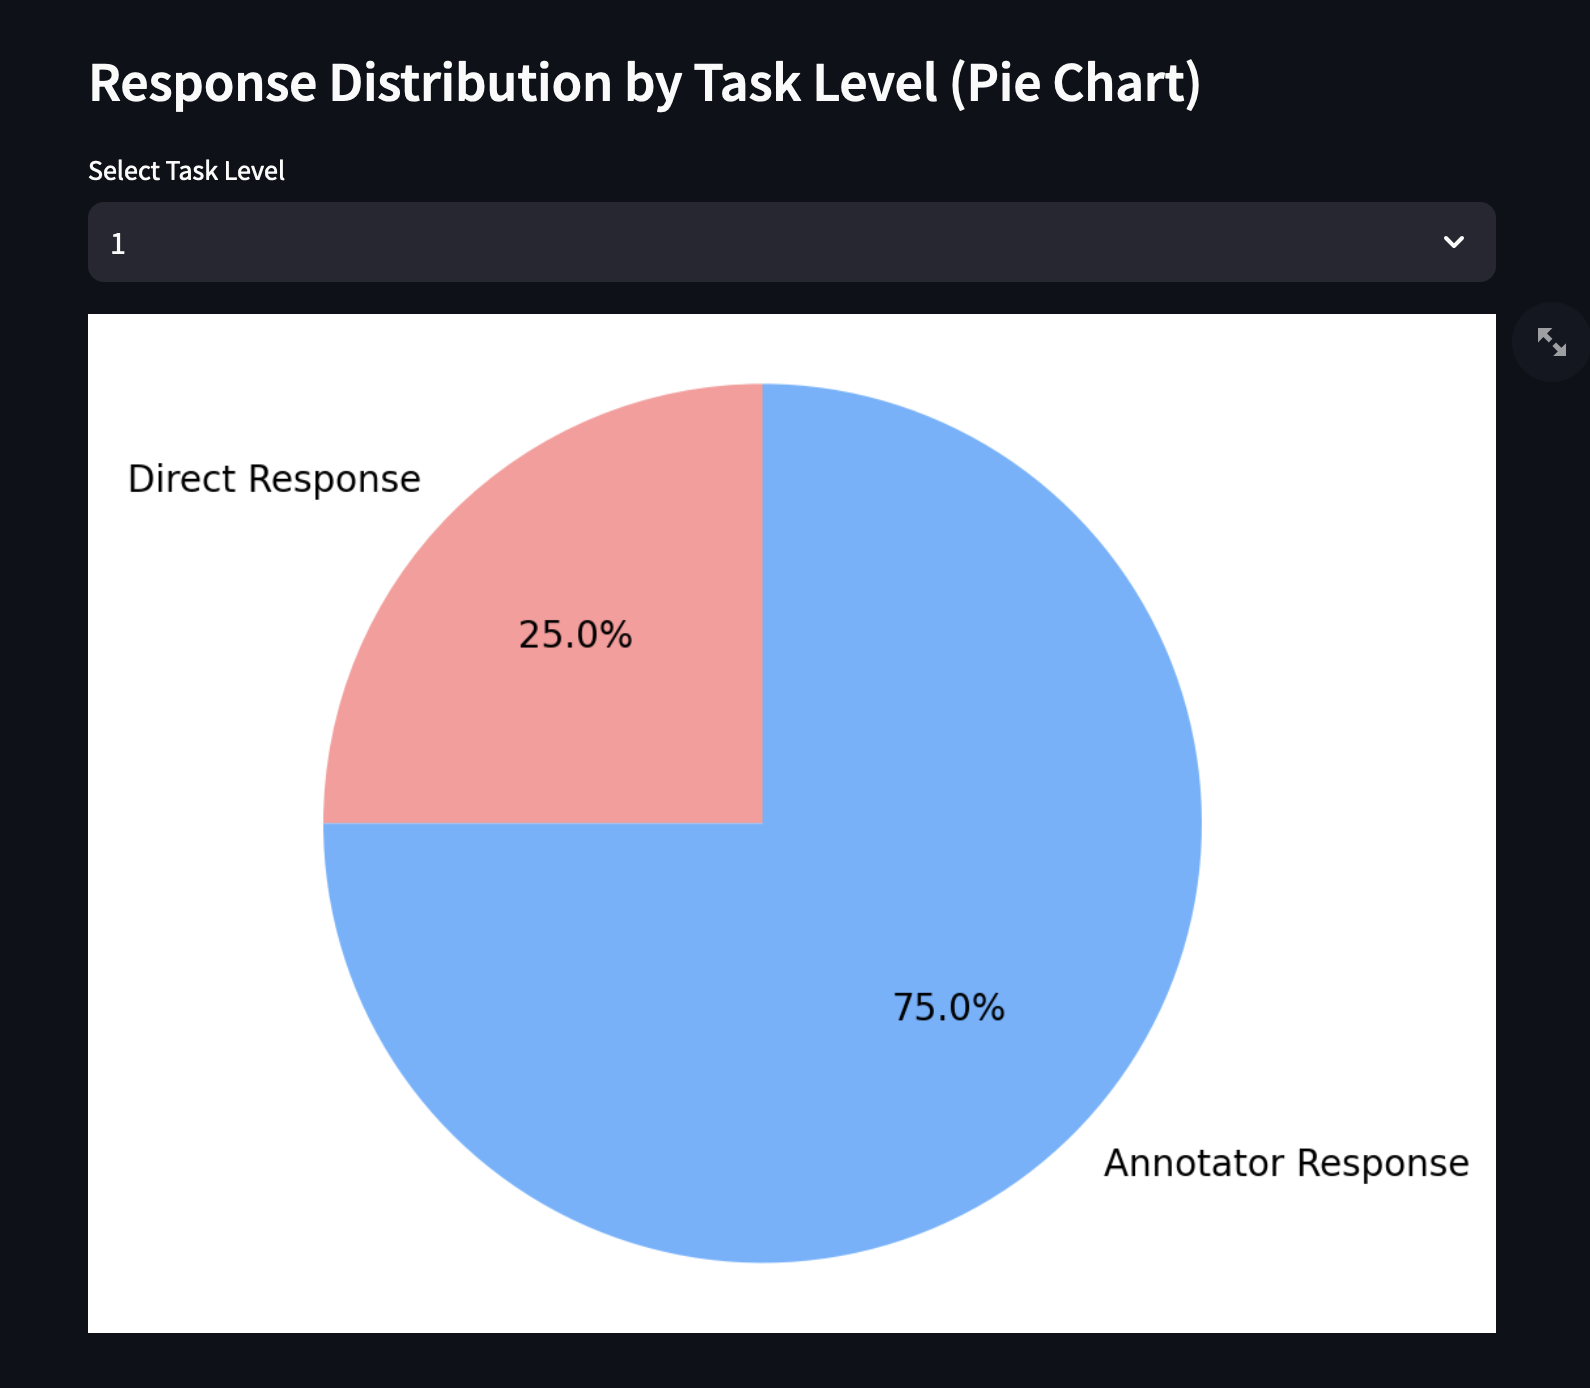 Response Distribution by Task Level (Pie Chart)
Select Task Level
1
Direct Response
25.0%
75.0%
Annotator Response